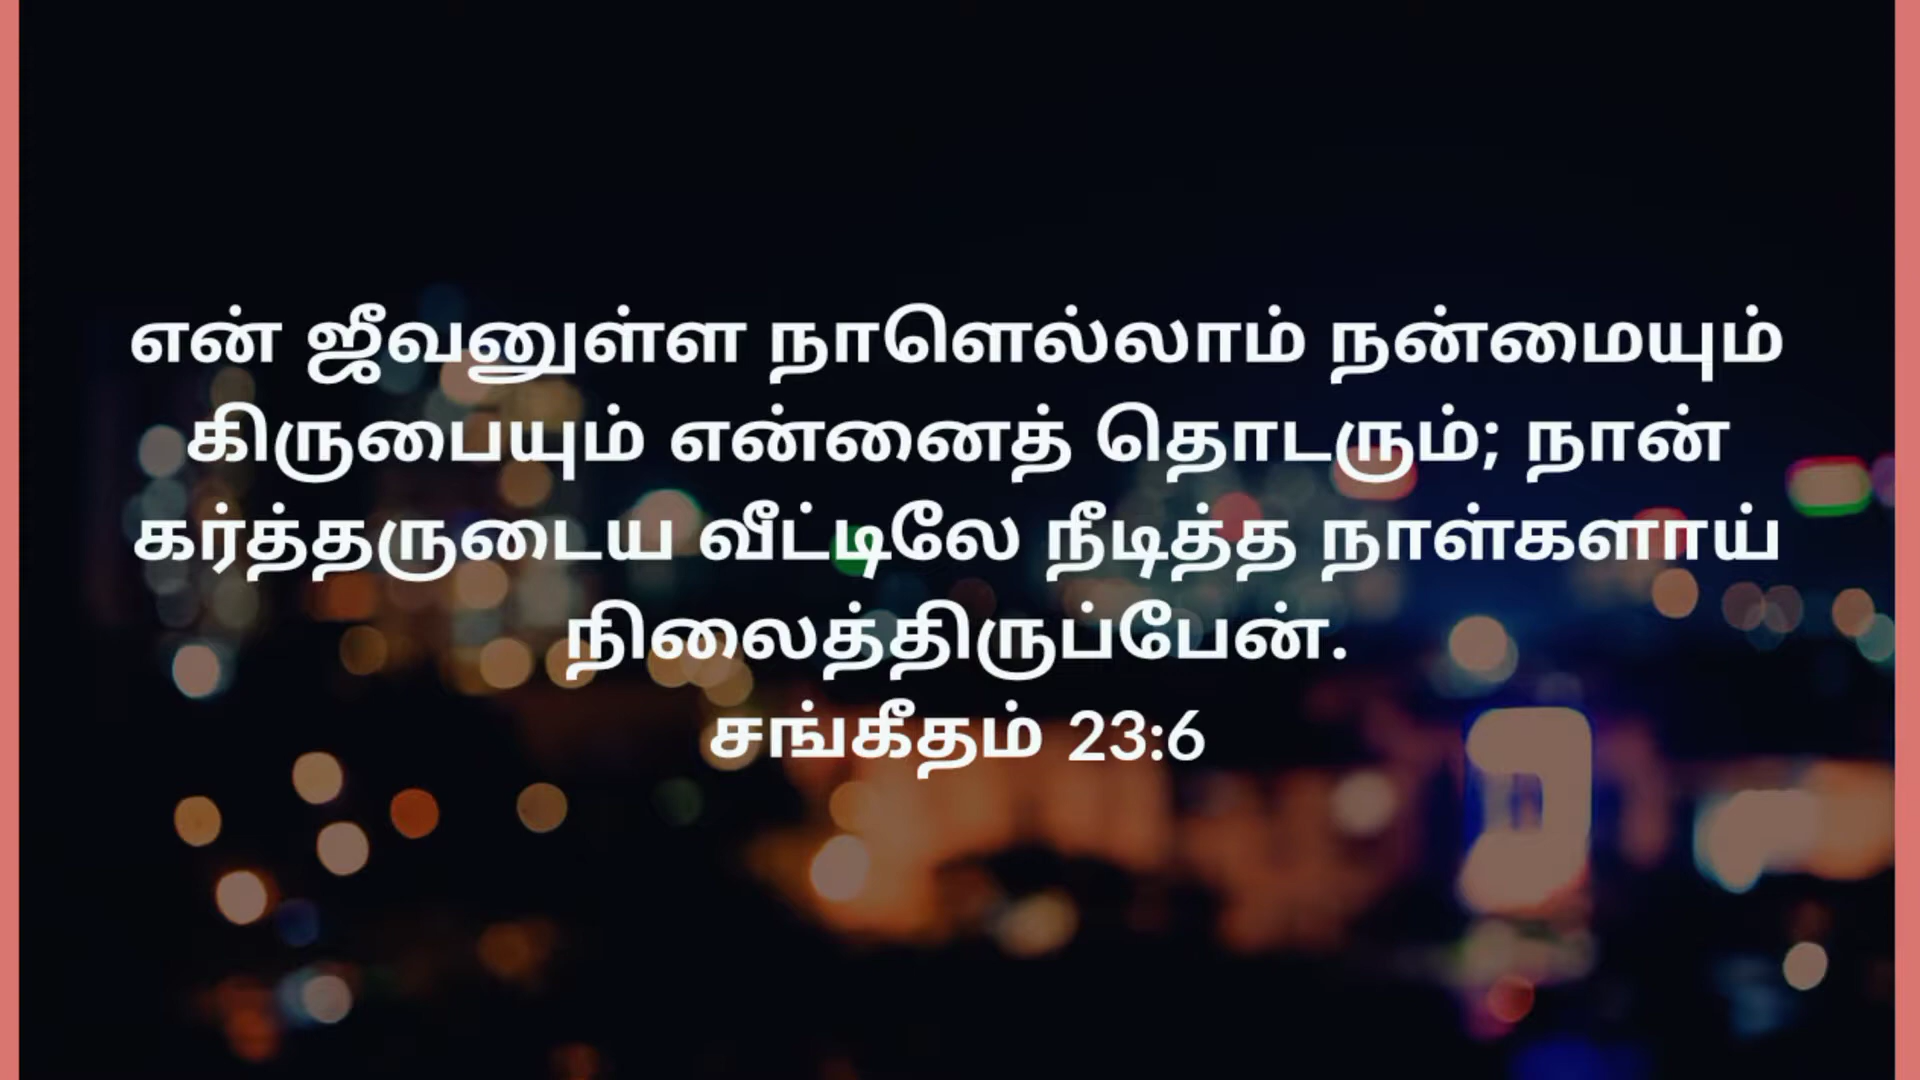 என் ஜீவனுள்ள நாளெல்லாம் நன்மையும்
கிருபையும் என்னைத் தொடரும்; நான்
கர்த்தருடைய வீட்டிலே நீடித்த நாள்களாய்
நிலைத்திருப்பேன்.
சங்கீதம் 23:6